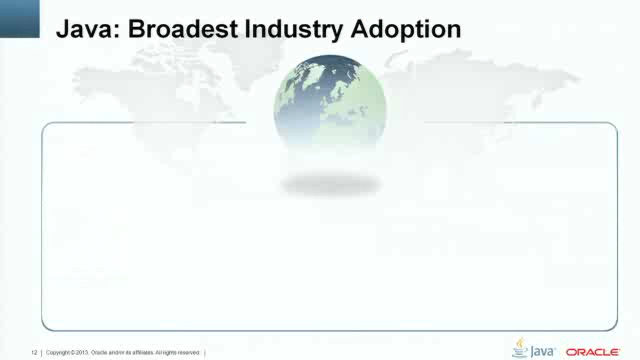 Java: Broadest Industry Adoption
12 | Copyright © 2013, Oracle and/or its affiliates. All rights reserved. |
Java ORACLE